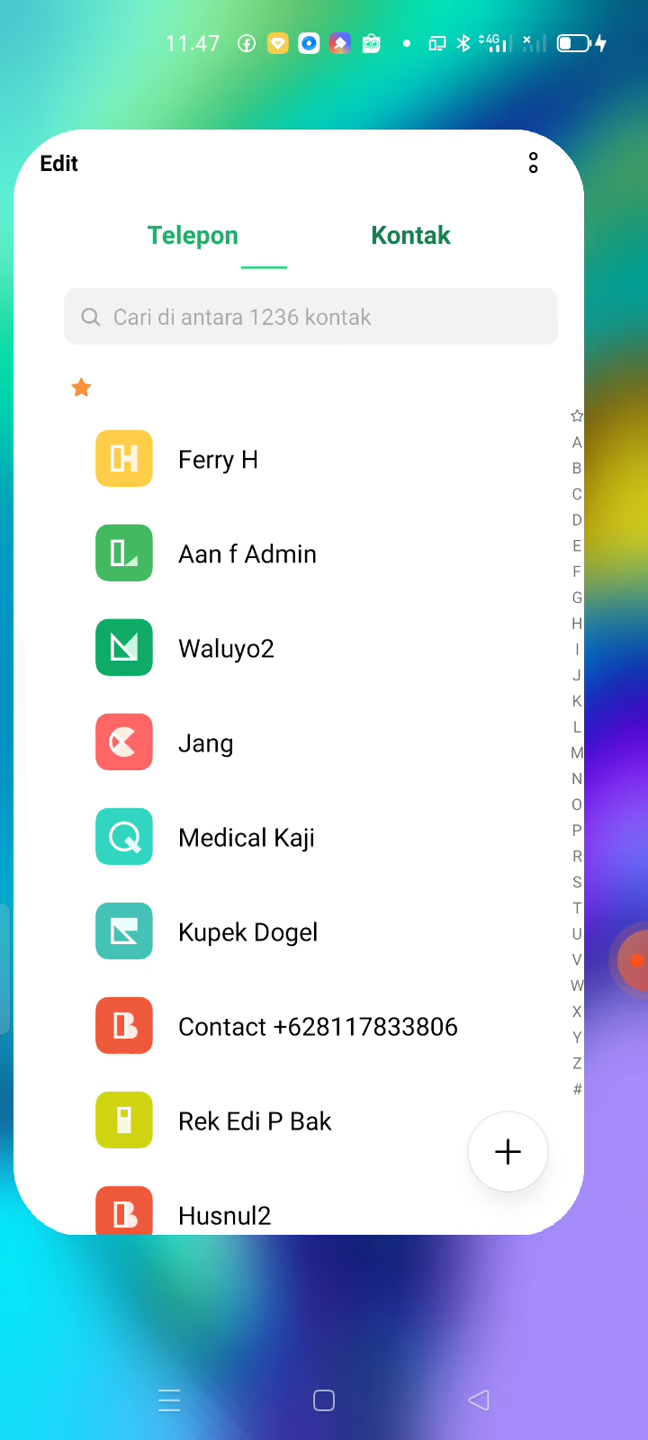 11.47
4G
Edit
Telepon Kontak
Cari di antara 1236 kontak
Ferry H
Aan f Admin
Waluyo2
Jang
Medical Kaji
Kupek Dogel
Contact +628117833806
Rek Edi P Bak
Husnul2
A
B
C
D
E
F
G
H
I
J
K
L
M
N
O
P
R
S
T
U
V
W
X
Y
Z
#